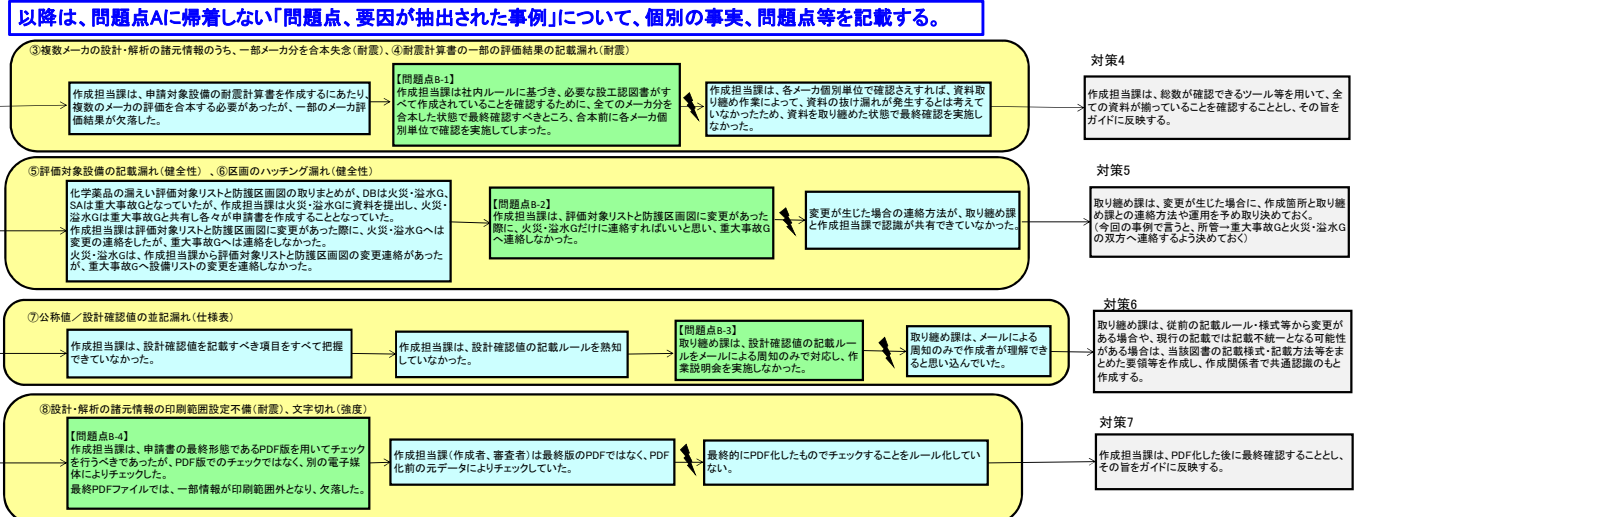 以降は、問題点Aに帰着しない「問題点、要因が抽出された事例」について、個別の事実、問題点等を記載する。
③複数メーカの設計・解析の諸元情報のうち、一部メーカ分を合本失念(耐震)、④耐震計算書の一部の評価結果の記載漏れ(耐震)
作成担当課は、申請対象設備の耐震計算書を作成するにあたり、
複数のメーカの評価を合本する必要があったが、一部のメーカ評
価結果が欠落した。
【問題点B-1】
作成担当課は社内ルールに基づき、必要な設工認図書がす
べて作成されていることを確認するために、全てのメーカ分を
合本した状態で最終確認すべきところ、合本前に各メーカ個
別単位で確認を実施してしまった。
作成担当課は、各メーカ個別単位で確認さえすれば、資料取
り纏め作業によって、資料の抜け漏れが発生するとは考えて
いなかったため、資料を取り纏めた状態で最終確認を実施し
なかった。
対策4
作成担当課は、総数が確認できるツール等を用いて、全
ての資料が揃っていることを確認することとし、その旨を
ガイドに反映する。
⑤評価対象設備の記載漏れ(健全性) 、⑥区画のハッチング漏れ(健全性)
化学薬品の漏えい評価対象リストと防護区画図の取りまとめが、DBは火災・溢水G、
SAは重大事故Gとなっていたが、作成担当課は火災・溢水Gに資料を提出し、火災・
溢水Gは重大事故Gと共有し各々が申請書を作成することとなっていた。
作成担当課は評価対象リストと防護区画図に変更があった際に、火災・溢水Gへは
変更の連絡をしたが、重大事故Gへは連絡をしなかった。
火災・溢水Gは、作成担当課から評価対象リストと防護区画図の変更連絡があった
が、重大事故Gへ設備リストの変更を連絡しなかった。
【問題点B-2】
作成担当課は、評価対象リストと防護区画図に変更があった
際に、火災・溢水Gだけに連絡すればいいと思い、重大事故G
へ連絡しなかった。
変更が生じた場合の連絡方法が、取り纏め課
と作成担当課で認識が共有できていなかった。
対策5
取り纏め課は、変更が生じた場合に、作成箇所と取り纏
め課との連絡方法や運用を予め取り決めておく。
(今回の事例で言うと、所管→重大事故Gと火災・溢水G
の双方へ連絡するよう決めておく)
⑦公称値/設計確認値の並記漏れ(仕様表)
作成担当課は、設計確認値を記載すべき項目をすべて把握
できていなかった。
作成担当課は、設計確認値の記載ルールを熟知
していなかった。
【問題点B-3】
取り纏め課は、設計確認値の記載ルー
ルをメールによる周知のみで対応し、作
業説明会を実施しなかった。
取り纏め課は、メールによる
周知のみで作成者が理解でき
ると思い込んでいた。
対策6
取り纏め課は、従前の記載ルール・様式等から変更が
ある場合や、現行の記載では記載不統一となる可能性
がある場合は、当該図書の記載様式・記載方法等をま
とめた要領等を作成し、作成関係者で共通認識のもと
作成する。
⑧設計・解析の諸元情報の印刷範囲設定不備(耐震)、文字切れ(強度)
【問題点B-4】
作成担当課は、申請書の最終形態であるPDF版を用いてチェック
を行うべきであったが、PDF版でのチェックではなく、別の電子媒
体によりチェックした。
最終PDFファイルでは、一部情報が印刷範囲外となり、欠落した。
作成担当課(作成者、審査者)は最終版のPDFではなく、PDF
化前の元データによりチェックしていた。
最終的にPDF化したものでチェックすることをルール化してい
ない。
対策7
作成担当課は、PDF化した後に最終確認することとし、
その旨をガイドに反映する。